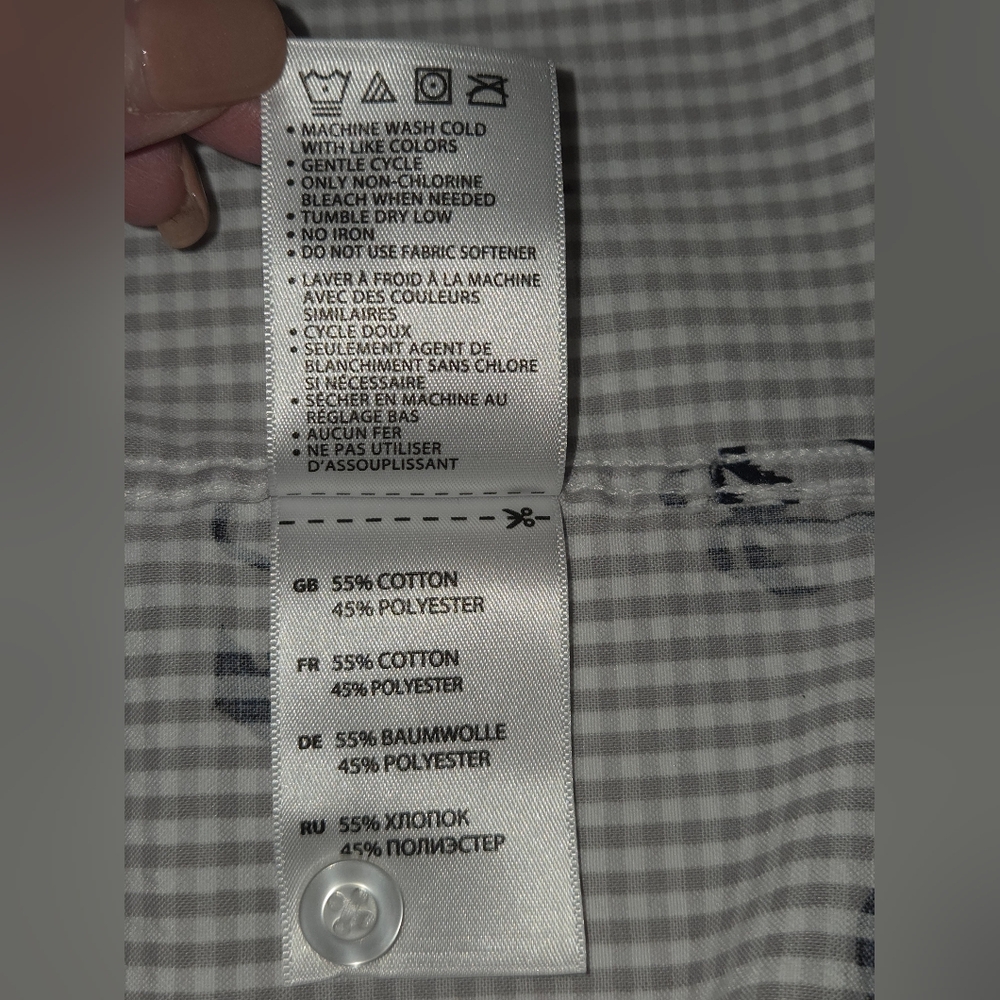 • MACHINE WASH COLD
WITH LIKE COLORS
• GENTLE CYCLE
• ONLY NON-CHLORINE
BLEACH WHEN NEEDED
• TUMBLE DRY LOW
• NO IRON
• DO NOT USE FABRIC SOFTENER
• LAVER À FROID À LA MACHINE
AVEC DES COULEURS
SIMILAIRES
• CYCLE DOUX
• SEULEMENT AGENT DE
BLANCHIMENT SANS CHLORE
SI NÉCESSAIRE
• SÉCHER EN MACHINE AU
RÉGLAGE BAS
• AUCUN FER
• NE PAS UTILISER
D'ASSOUPLISSANT
GB 55% COTTON
45% POLYESTER
FR 55% COTTON
45% POLYESTER
DE 55% BAUMWOLLE
45% POLYESTER
RU 55% ХЛОПОК
45% ПОЛИЭСТЕР